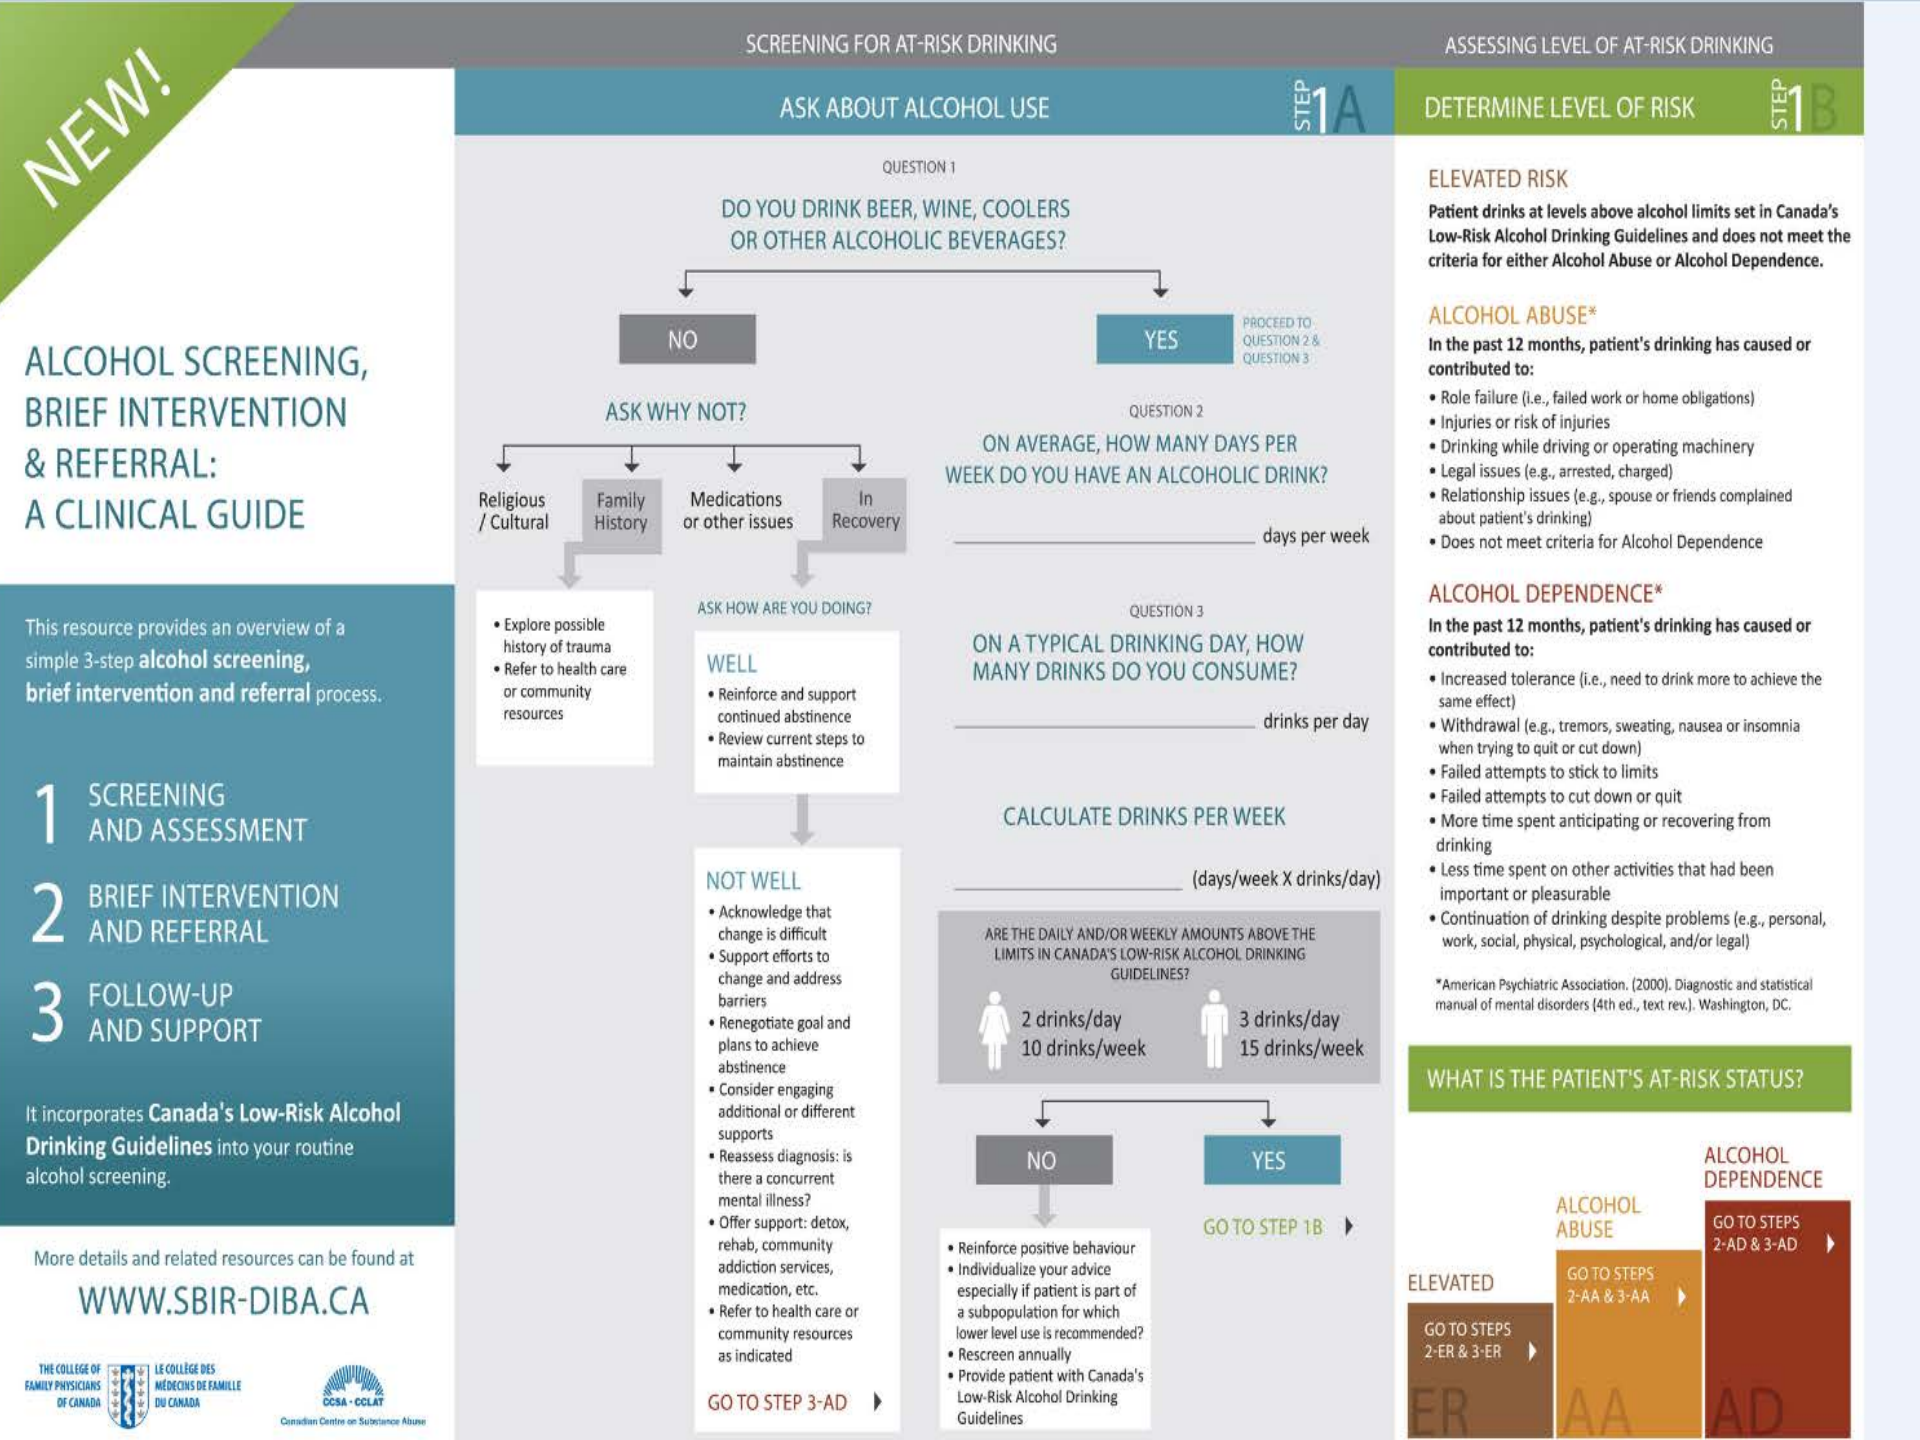 NEW!
ALCOHOL SCREENING,
BRIEF INTERVENTION
& REFERRAL:
A CLINICAL GUIDE
This resource provides an overview of a
simple 3-step alcohol screening,
brief intervention and referral process.
1 SCREENING
AND ASSESSMENT
2 BRIEF INTERVENTION
AND REFERRAL
3 FOLLOW-UP
AND SUPPORT
It incorporates Canada's Low-Risk Alcohol
Drinking Guidelines into your routine
alcohol screening.
More details and related resources can be found at
WWW.SBIR-DIBA.CA
THE COLLEGE OF
FAMILY PHYSICIANS
OF CANADA
LE COLLÈGE DES
MÉDECINS DE FAMILLE
DU CANADA
CCSA • CCLAT
Canadian Centre on Substance Abuse
SCREENING FOR AT-RISK DRINKING
ASK ABOUT ALCOHOL USE
STEP 1A
QUESTION 1
DO YOU DRINK BEER, WINE, COOLERS
OR OTHER ALCOHOLIC BEVERAGES?
NO
YES
PROCEED TO
QUESTION 2 &
QUESTION 3
ASK WHY NOT?
Religious
/ Cultural
Family
History
Medications
or other issues
In
Recovery
• Explore possible
history of trauma
• Refer to health care
or community
resources
ASK HOW ARE YOU DOING?
WELL
• Reinforce and support
continued abstinence
• Review current steps to
maintain abstinence
NOT WELL
• Acknowledge that
change is difficult
• Support efforts to
change and address
barriers
• Renegotiate goal and
plans to achieve
abstinence
• Consider engaging
additional or different
supports
• Reassess diagnosis: is
there a concurrent
mental illness?
• Offer support: detox,
rehab, community
addiction services,
medication, etc.
• Refer to health care or
community resources
as indicated
GO TO STEP 3-AD
QUESTION 2
ON AVERAGE, HOW MANY DAYS PER
WEEK DO YOU HAVE AN ALCOHOLIC DRINK?
days per week
QUESTION 3
ON A TYPICAL DRINKING DAY, HOW
MANY DRINKS DO YOU CONSUME?
drinks per day
CALCULATE DRINKS PER WEEK
(days/week X drinks/day)
ARE THE DAILY AND/OR WEEKLY AMOUNTS ABOVE THE
LIMITS IN CANADA'S LOW-RISK ALCOHOL DRINKING
GUIDELINES?
2 drinks/day
10 drinks/week
3 drinks/day
15 drinks/week
NO
YES
GO TO STEP 1B
• Reinforce positive behaviour
• Individualize your advice
especially if patient is part of
a subpopulation for which
lower level use is recommended?
• Rescreen annually
• Provide patient with Canada's
Low-Risk Alcohol Drinking
Guidelines
ASSESSING LEVEL OF AT-RISK DRINKING
DETERMINE LEVEL OF RISK
STEP 1B
ELEVATED RISK
Patient drinks at levels above alcohol limits set in Canada's
Low-Risk Alcohol Drinking Guidelines and does not meet the
criteria for either Alcohol Abuse or Alcohol Dependence.
ALCOHOL ABUSE*
In the past 12 months, patient's drinking has caused or
contributed to:
• Role failure (i.e., failed work or home obligations)
• Injuries or risk of injuries
• Drinking while driving or operating machinery
• Legal issues (e.g., arrested, charged)
• Relationship issues (e.g., spouse or friends complained
about patient's drinking)
• Does not meet criteria for Alcohol Dependence
ALCOHOL DEPENDENCE*
In the past 12 months, patient's drinking has caused or
contributed to:
• Increased tolerance (i.e., need to drink more to achieve the
same effect)
• Withdrawal (e.g., tremors, sweating, nausea or insomnia
when trying to quit or cut down)
• Failed attempts to stick to limits
• Failed attempts to cut down or quit
• More time spent anticipating or recovering from
drinking
• Less time spent on other activities that had been
important or pleasurable
• Continuation of drinking despite problems (e.g., personal,
work, social, physical, psychological, and/or legal)
*American Psychiatric Association. (2000). Diagnostic and statistical
manual of mental disorders (4th ed., text rev.). Washington, DC.
WHAT IS THE PATIENT'S AT-RISK STATUS?
ELEVATED
GO TO STEPS
2-ER & 3-ER
ER
ALCOHOL
ABUSE
GO TO STEPS
2-AA & 3-AA
AA
ALCOHOL
DEPENDENCE
GO TO STEPS
2-AD & 3-AD
AD